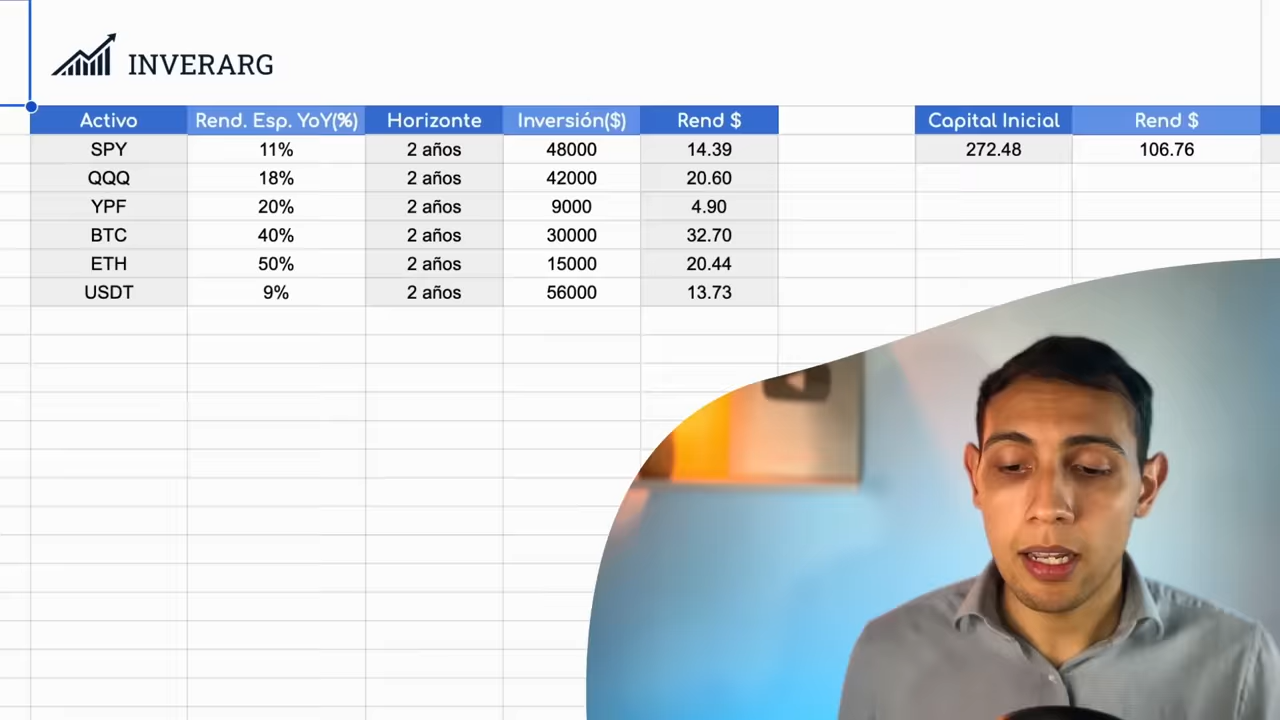 INVERARG
Activo Rend. Esp. YoY(%) Horizonte Inversión($) Rend $ Capital Inicial Rend $
SPY 11% 2 años 48000 14.39 272.48 106.76
QQQ 18% 2 años 42000 20.60
YPF 20% 2 años 9000 4.90
BTC 40% 2 años 30000 32.70
ETH 50% 2 años 15000 20.44
USDT 9% 2 años 56000 13.73